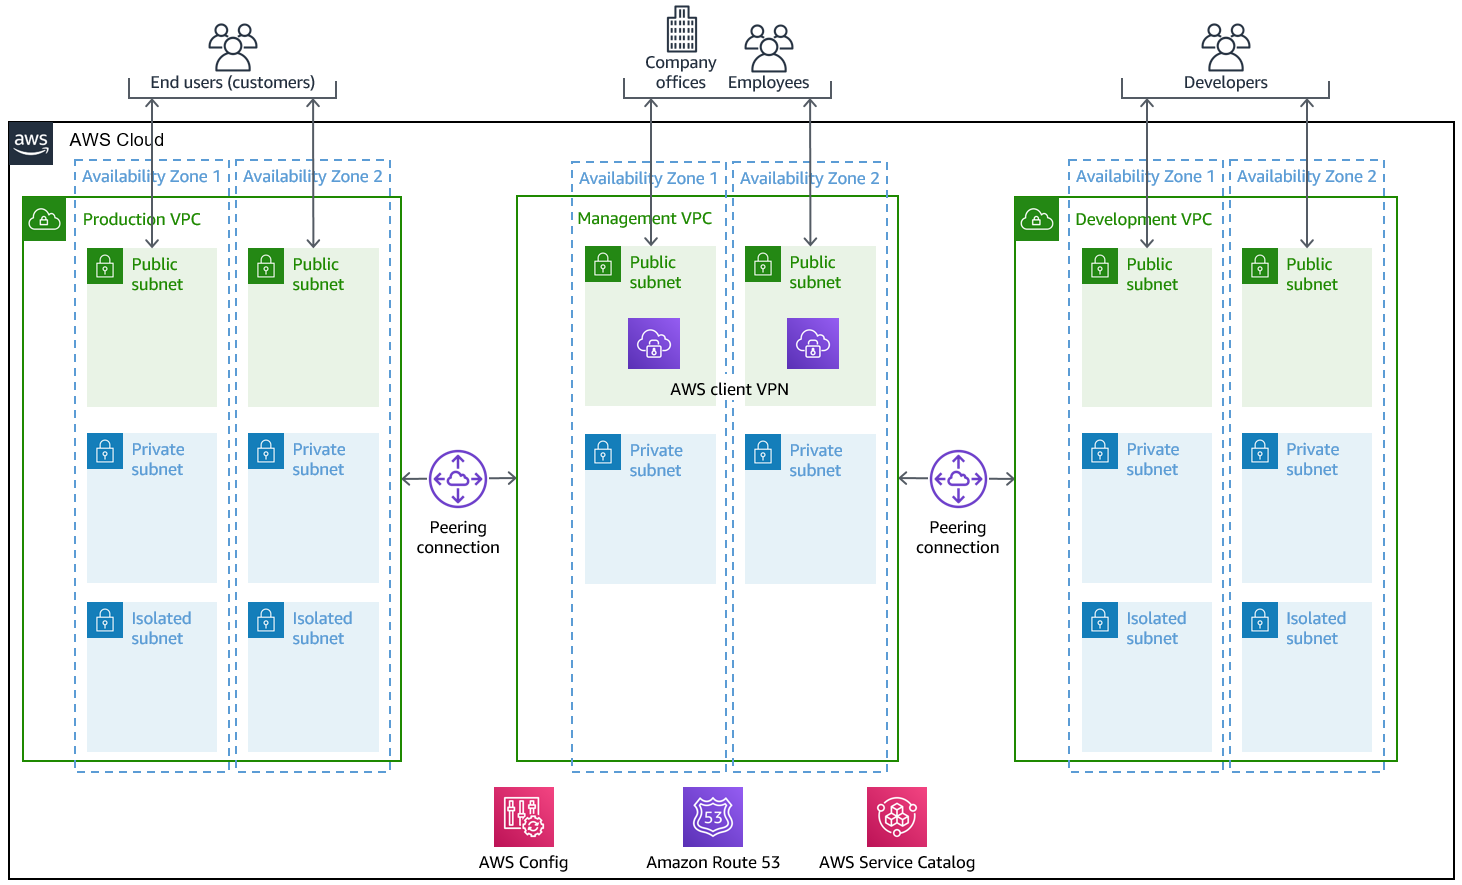 End users (customers)
Company
offices
Employees
Developers
aws
AWS Cloud
Availability Zone 1
Availability Zone 2
Availability Zone 1
Availability Zone 2
Availability Zone 1
Availability Zone 2
Production VPC
Management VPC
Development VPC
Public
subnet
Public
subnet
Public
subnet
Public
subnet
Public
subnet
Public
subnet
AWS client VPN
Private
subnet
Private
subnet
Private
subnet
Private
subnet
Private
subnet
Private
subnet
Peering
connection
Peering
connection
Isolated
subnet
Isolated
subnet
Isolated
subnet
Isolated
subnet
53
AWS Config
Amazon Route 53
AWS Service Catalog